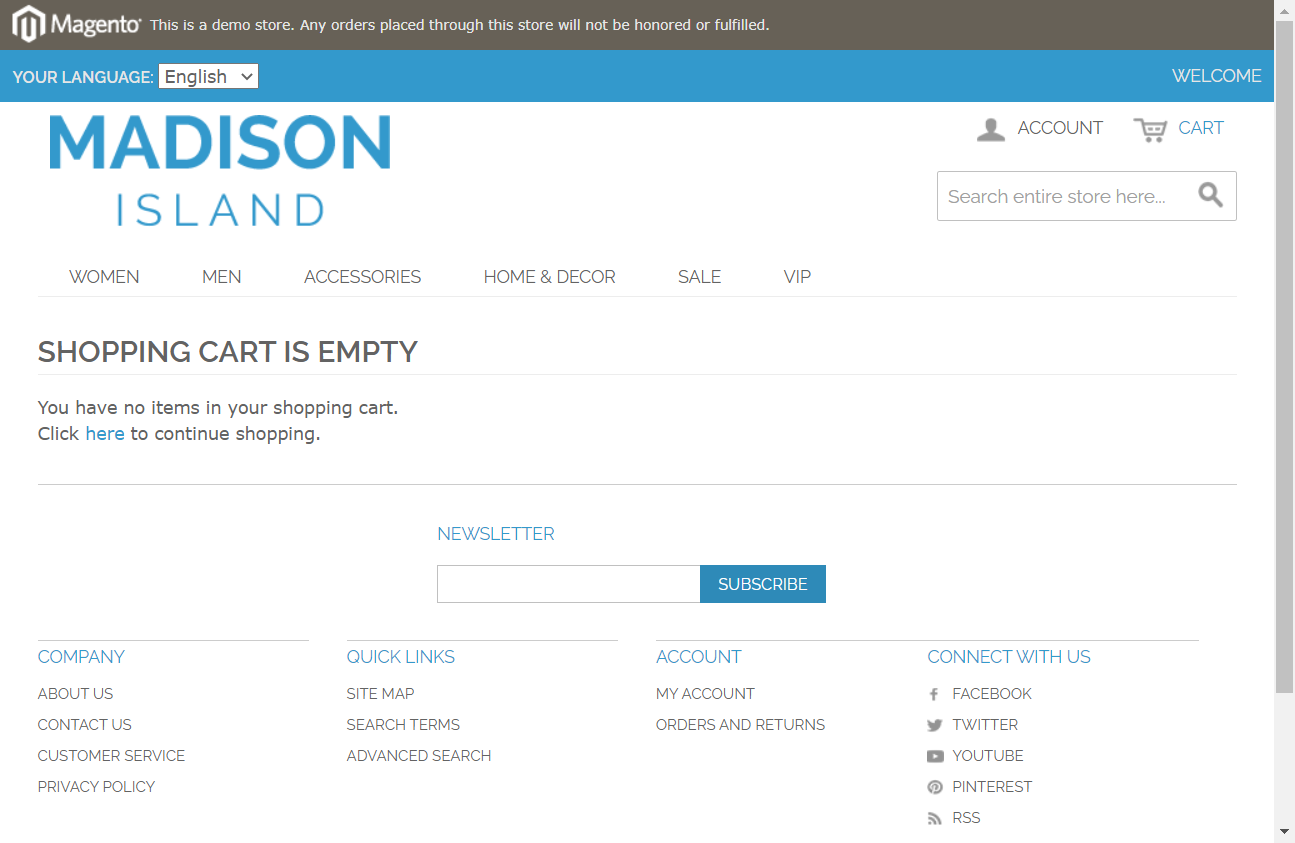 Magento This is a demo store. Any orders placed through this store will not be honored or fulfilled.
YOUR LANGUAGE: English WELCOME
MADISON
ISLAND
ACCOUNT CART
Search entire store here...
WOMEN MEN ACCESSORIES HOME & DECOR SALE VIP
SHOPPING CART IS EMPTY
You have no items in your shopping cart.
Click here to continue shopping.
NEWSLETTER
SUBSCRIBE
COMPANY
ABOUT US
CONTACT US
CUSTOMER SERVICE
PRIVACY POLICY
QUICK LINKS
SITE MAP
SEARCH TERMS
ADVANCED SEARCH
ACCOUNT
MY ACCOUNT
ORDERS AND RETURNS
CONNECT WITH US
FACEBOOK
TWITTER
YOUTUBE
PINTEREST
RSS